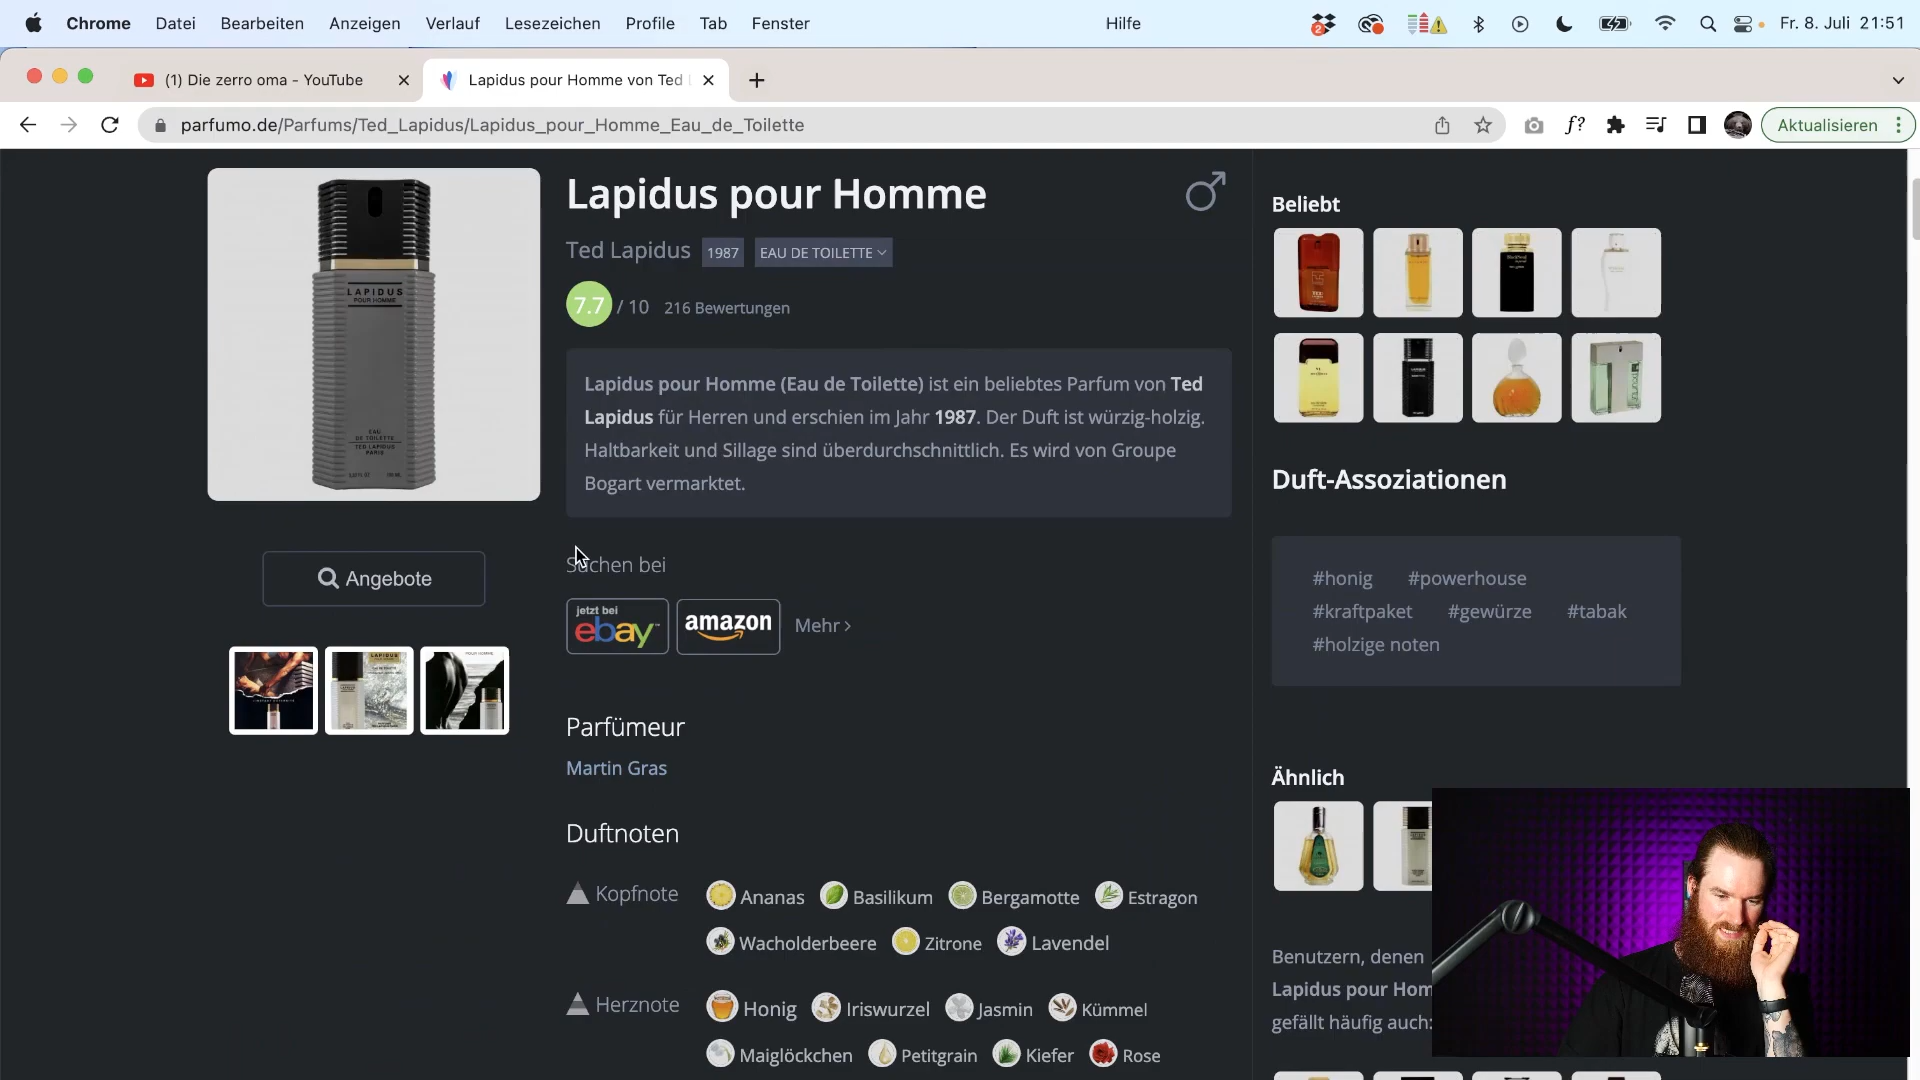 Chrome Datei Bearbeiten Anzeigen Verlauf Lesezeichen Profile Tab Fenster Hilfe Fr. 8. Juli 21:51
(1) Die zerro oma - YouTube
Lapidus pour Homme von Ted
parfumo.de/Parfums/Ted_Lapidus/Lapidus_pour_Homme_Eau_de_Toilette
Aktualisieren
LAPIDUS
POUR HOMME
EAU
DE TOILETTE
TED LAPIDUS
PARIS
Angebote
Lapidus pour Homme
Ted Lapidus 1987 EAU DE TOILETTE
7.7 / 10 216 Bewertungen
Lapidus pour Homme (Eau de Toilette) ist ein beliebtes Parfum von Ted
Lapidus für Herren und erschien im Jahr 1987. Der Duft ist würzig-holzig.
Haltbarkeit und Sillage sind überdurchschnittlich. Es wird von Groupe
Bogart vermarktet.
Suchen bei
jetzt bei
ebay
amazon
Mehr
Parfümeur
Martin Gras
Duftnoten
Kopfnote Ananas Basilikum Bergamotte Estragon
Wacholderbeere Zitrone Lavendel
Herznote Honig Iriswurzel Jasmin Kümmel
Maiglöckchen Petitgrain Kiefer Rose
Beliebt
Duft-Assoziationen
#honig #powerhouse
#kraftpaket #gewürze #tabak
#holzige noten
Ähnlich
Benutzern, denen
Lapidus pour Hom
gefällt häufig auch: